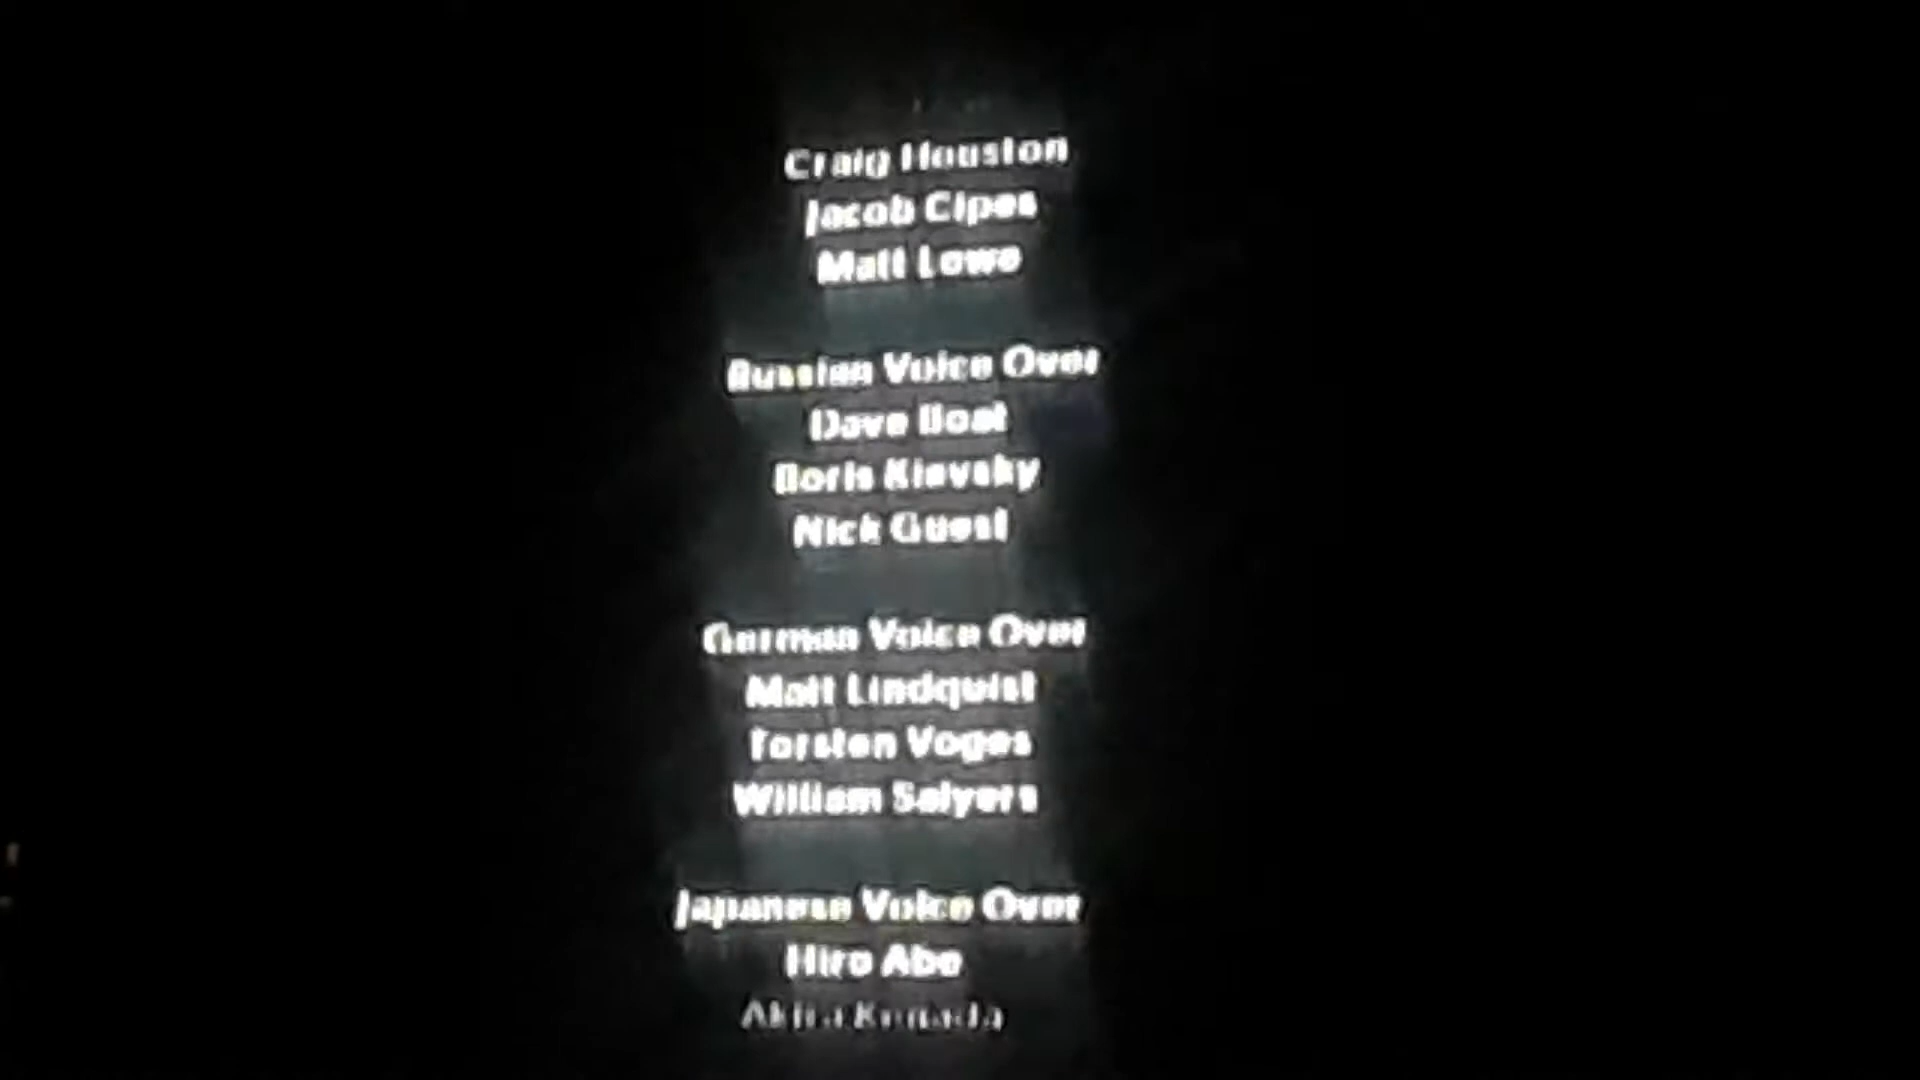 Craig Houston
Jacob Cipes
Matt Lowe
Russian Voice Over
Dave Boat
Boris Kievsky
Nick Guest
German Voice Over
Matt Lindquist
Torsten Voges
William Salyers
Japanese Voice Over
Hiro Abe
Akira